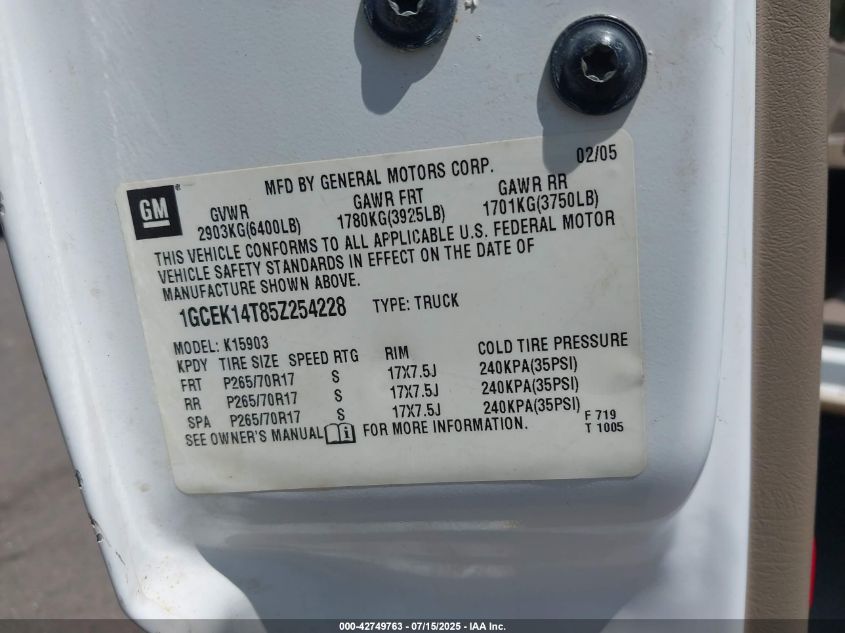 02/05
GM
MFD BY GENERAL MOTORS CORP.
GVWR GAWR FRT GAWR RR
2903KG(6400LB) 1780KG(3925LB) 1701KG(3750LB)
THIS VEHICLE CONFORMS TO ALL APPLICABLE U.S. FEDERAL MOTOR
VEHICLE SAFETY STANDARDS IN EFFECT ON THE DATE OF
MANUFACTURE SHOWN ABOVE.
1GCEK14T85Z254228 TYPE: TRUCK
MODEL: K15903
KPDY TIRE SIZE SPEED RTG RIM COLD TIRE PRESSURE
FRT P265/70R17 S 17X7.5J 240KPA(35PSI)
RR P265/70R17 S 17X7.5J 240KPA(35PSI)
SPA P265/70R17 S 17X7.5J 240KPA(35PSI)
SEE OWNER'S MANUAL FOR MORE INFORMATION.
F 719
T 1005
000-42749763 - 07/15/2025 - IAA Inc.